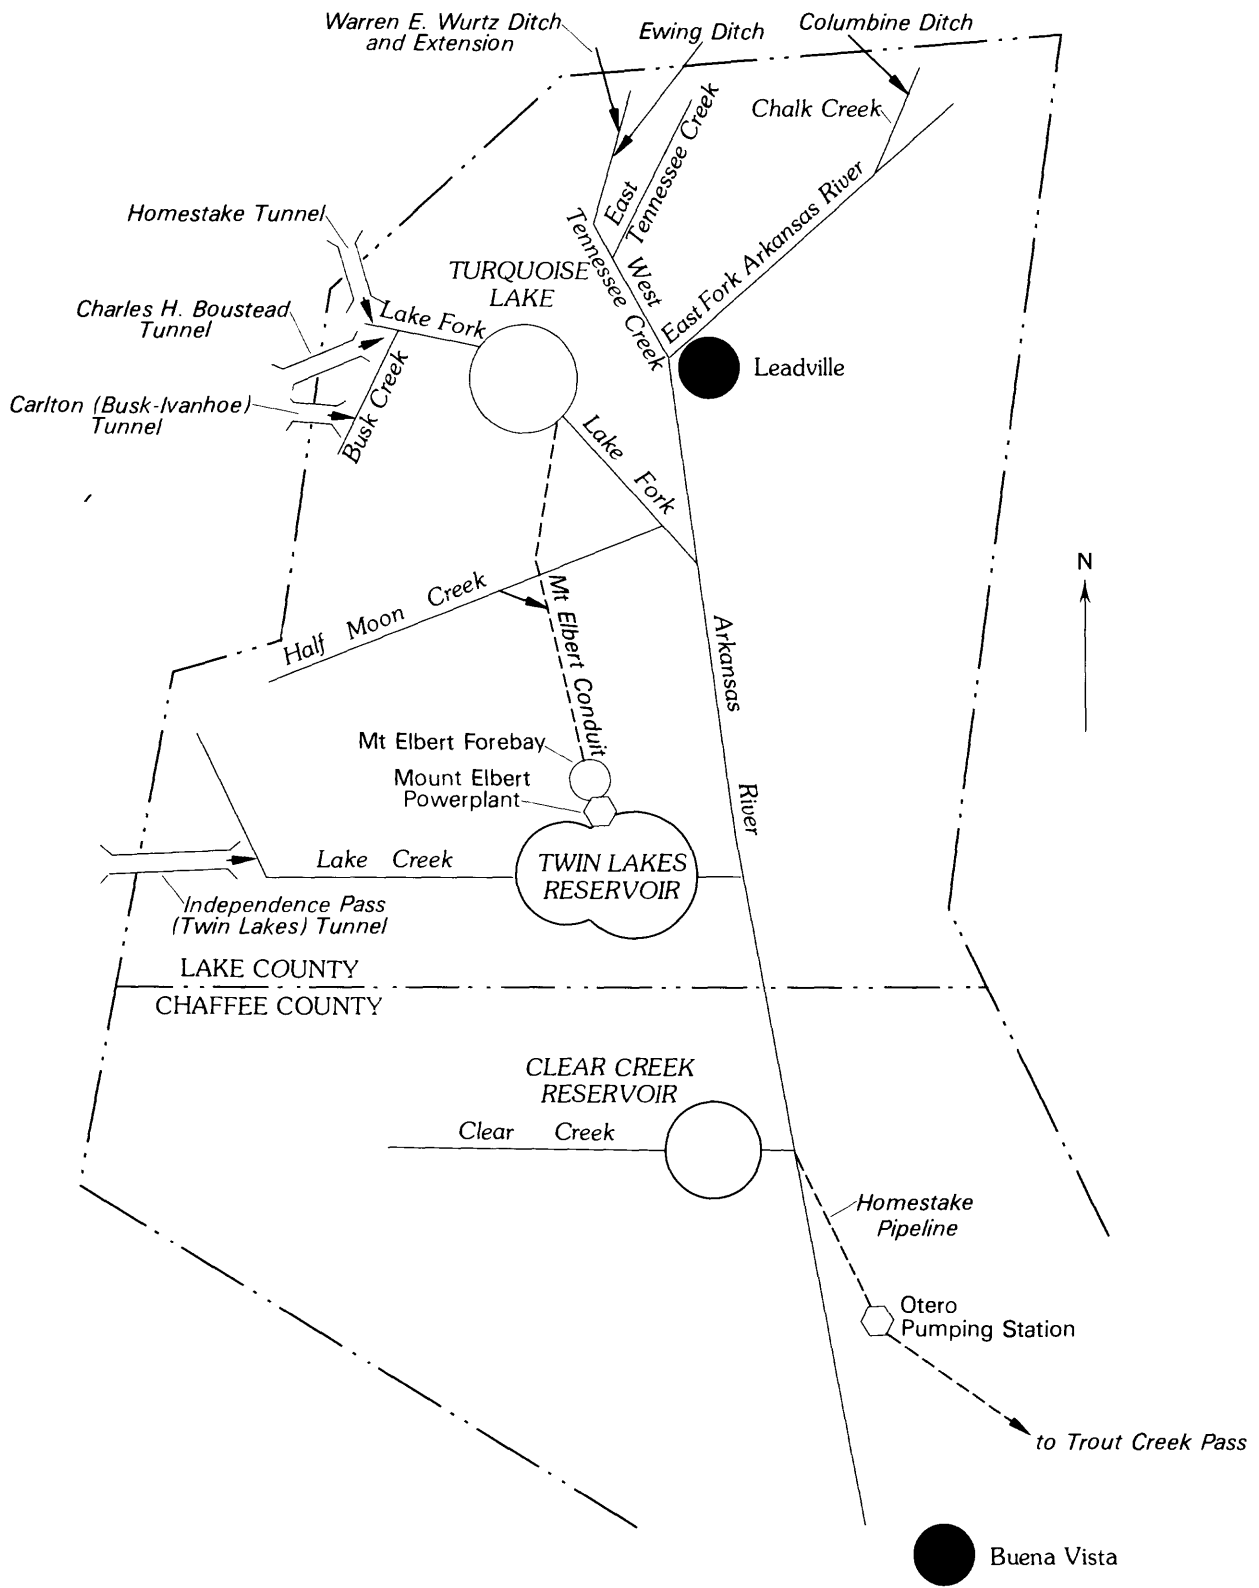 Warren E. Wurtz Ditch
and Extension
Ewing Ditch
Columbine Ditch
Chalk Creek
East
Tennessee Creek
West
Tennessee Creek
East Fork Arkansas River
Homestake Tunnel
TURQUOISE
LAKE
Charles H. Boustead
Tunnel
Lake Fork
Leadville
Carlton (Busk-Ivanhoe)
Tunnel
Busk Creek
Lake Fork
N
Half Moon Creek
Mt Elbert Conduit
Arkansas River
Mt Elbert Forebay
Mount Elbert
Powerplant
Lake Creek
TWIN LAKES
RESERVOIR
Independence Pass
(Twin Lakes) Tunnel
LAKE COUNTY
CHAFFEE COUNTY
CLEAR CREEK
RESERVOIR
Clear Creek
Homestake
Pipeline
Otero
Pumping Station
to Trout Creek Pass
Buena Vista